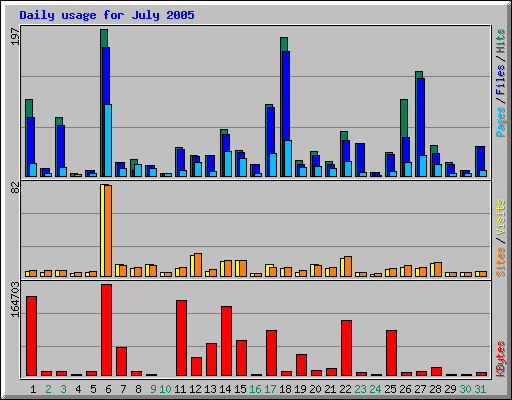 Daily usage for July 2005
197
Pages / Files / Hits
82
Sites / Visits
164703
KBytes
1 2 3 4 5 6 7 8 9 10 11 12 13 14 15 16 17 18 19 20 21 22 23 24 25 26 27 28 29 30 31